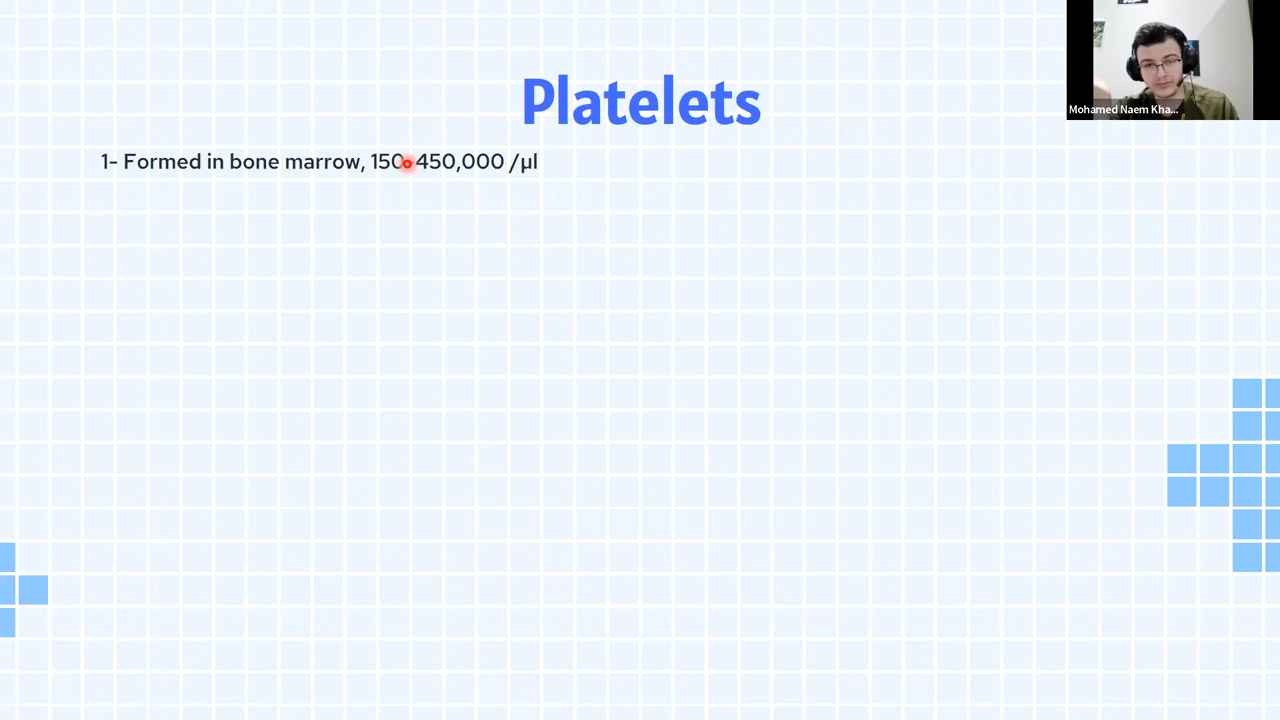 Platelets
1- Formed in bone marrow, 150-450,000 /µl
Mohamed Naem Kha...